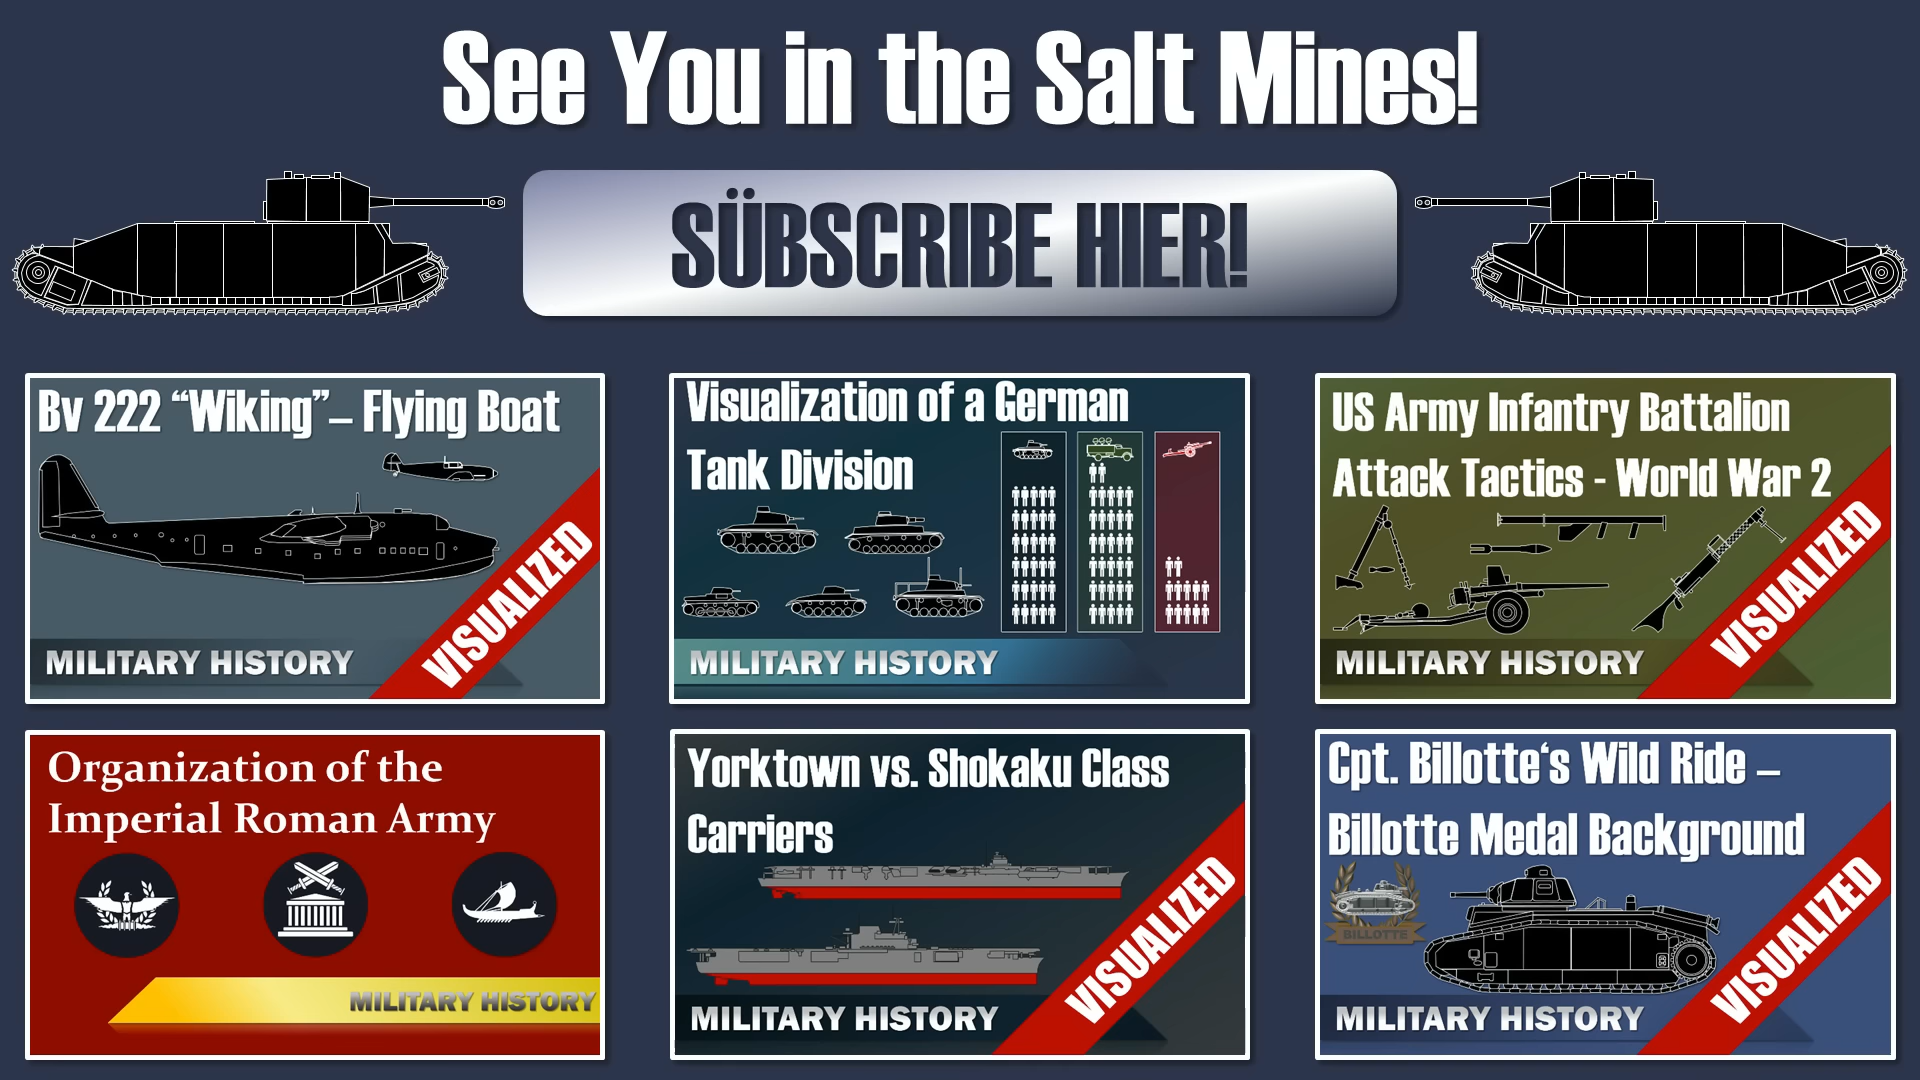 See You in the Salt Mines!
SÜBSCRIBE HIER!
Bv 222 “Wiking”– Flying Boat
VISUALIZED
MILITARY HISTORY
Visualization of a German
Tank Division
MILITARY HISTORY
US Army Infantry Battalion
Attack Tactics - World War 2
VISUALIZED
MILITARY HISTORY
Organization of the
Imperial Roman Army
MILITARY HISTORY
Yorktown vs. Shokaku Class
Carriers
VISUALIZED
MILITARY HISTORY
Cpt. Billotte‘s Wild Ride –
Billotte Medal Background
BILLOTTE
VISUALIZED
MILITARY HISTORY